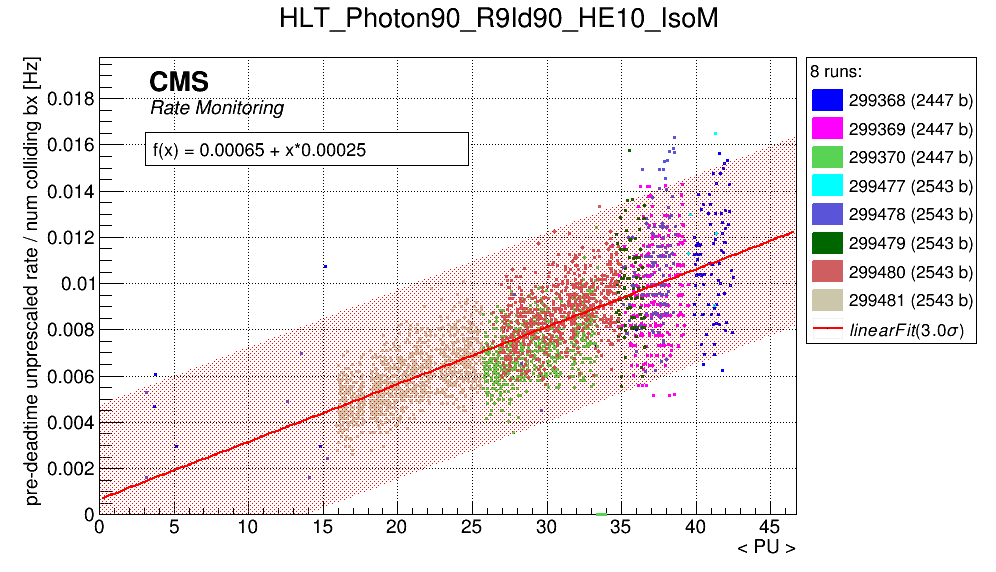 HLT_Photon90_R9Id90_HE10_IsoM
pre-deadtime unprescaled rate / num colliding bx [Hz]
CMS
Rate Monitoring
f(x) = 0.00065 + x*0.00025
0.018
0.016
0.014
0.012
0.01
0.008
0.006
0.004
0.002
0
0 5 10 15 20 25 30 35 40 45
< PU >
8 runs:
299368 (2447 b)
299369 (2447 b)
299370 (2447 b)
299477 (2543 b)
299478 (2543 b)
299479 (2543 b)
299480 (2543 b)
299481 (2543 b)
linearFit(3.0σ)